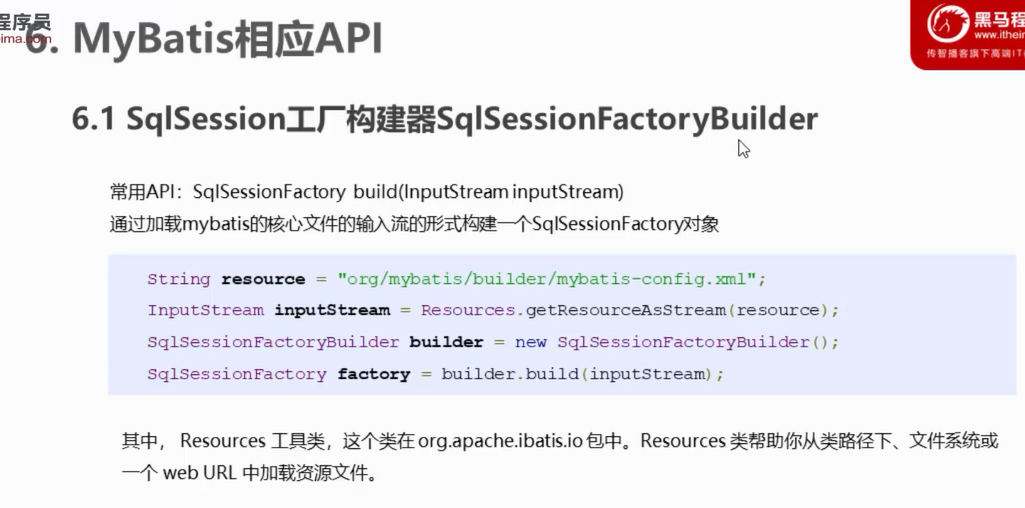 程序员
eima.com
6. MyBatis相应API
黑马程
www.itheim
传智播客旗下高端IT
6.1 SqlSession工厂构建器SqlSessionFactoryBuilder
常用API：SqlSessionFactory build(InputStream inputStream)
通过加载mybatis的核心文件的输入流的形式构建一个SqlSessionFactory对象
String resource = "org/mybatis/builder/mybatis-config.xml";
InputStream inputStream = Resources.getResourceAsStream(resource);
SqlSessionFactoryBuilder builder = new SqlSessionFactoryBuilder();
SqlSessionFactory factory = builder.build(inputStream);
其中， Resources 工具类，这个类在 org.apache.ibatis.io 包中。Resources 类帮助你从类路径下、文件系统或
一个 web URL 中加载资源文件。